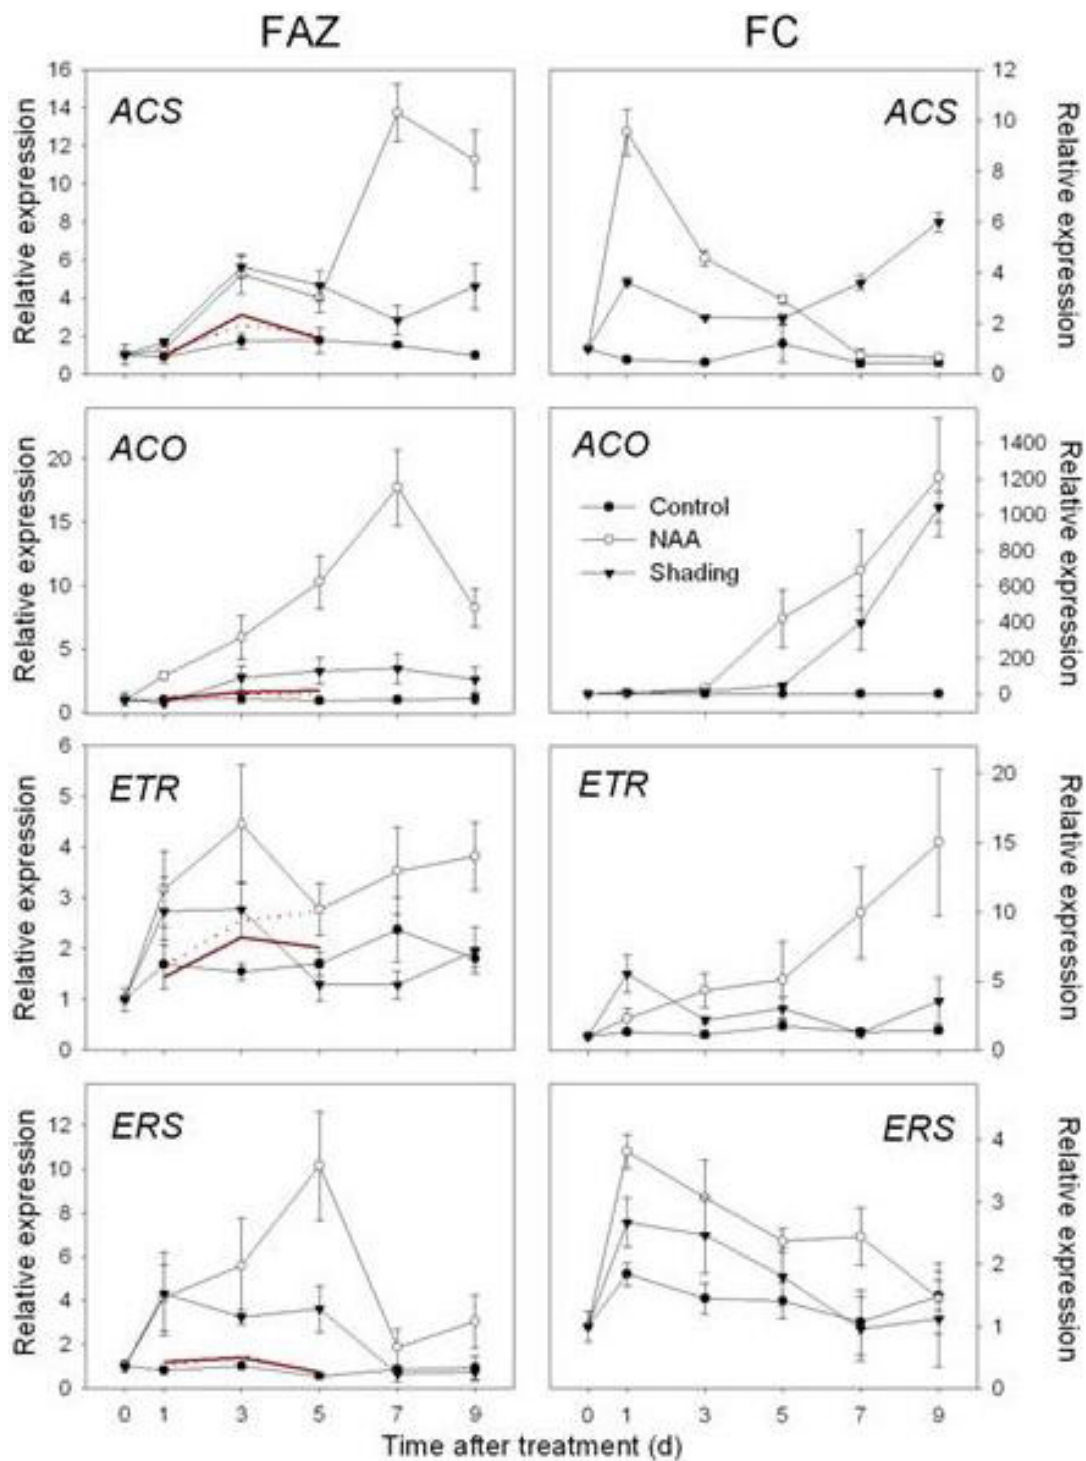 FAZ
FC
16
14
12
10
8
6
4
2
0
Relative expression
ACS
12
10
8
6
4
2
0
Relative expression
ACS
20
15
10
5
0
Relative expression
ACO
1400
1200
1000
800
600
400
200
0
Relative expression
ACO
Control
NAA
Shading
6
5
4
3
2
1
0
Relative expression
ETR
20
15
10
5
0
Relative expression
ETR
12
10
8
6
4
2
0
Relative expression
ERS
4
3
2
1
0
Relative expression
ERS
0 1 3 5 7 9
0 1 3 5 7 9
Time after treatment (d)